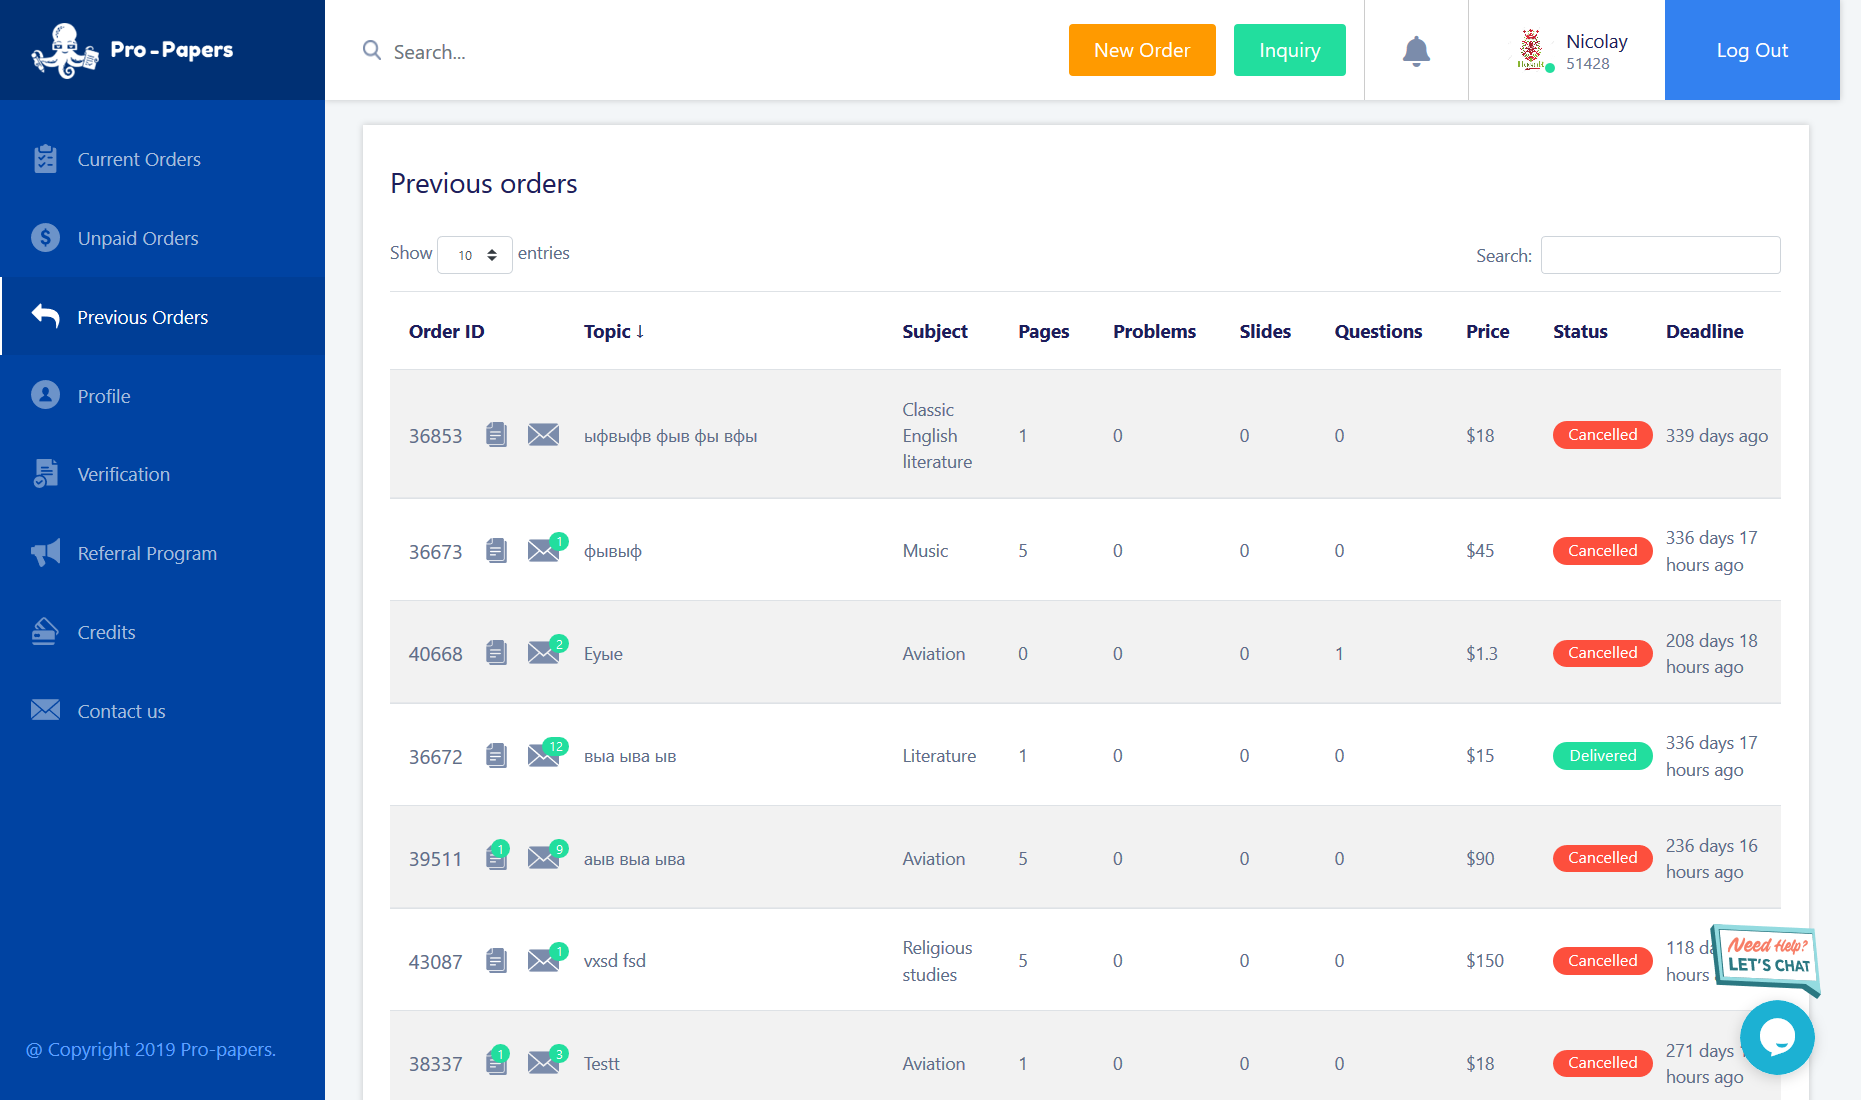 Pro-Papers
Search...
New Order
Inquiry
Nicolay
51428
Log Out
Current Orders
Unpaid Orders
Previous Orders
Profile
Verification
Referral Program
Credits
Contact us
@ Copyright 2019 Pro-papers.
Previous orders
Show 10 entries
Search:
Order ID Topic ↓ Subject Pages Problems Slides Questions Price Status Deadline
36853 ыфвыфв фыв фы вфы Classic English literature 1 0 0 0 $18 Cancelled 339 days ago
36673 1 фывыф Music 5 0 0 0 $45 Cancelled 336 days 17 hours ago
40668 2 Еуые Aviation 0 0 0 1 $1.3 Cancelled 208 days 18 hours ago
36672 12 выа ыва ыв Literature 1 0 0 0 $15 Delivered 336 days 17 hours ago
39511 1 9 аыв выа ыва Aviation 5 0 0 0 $90 Cancelled 236 days 16 hours ago
43087 1 vxsd fsd Religious studies 5 0 0 0 $150 Cancelled 118 hours
38337 1 3 Testt Aviation 1 0 0 0 $18 Cancelled 271 days hours ago
Need Help?
LET'S CHAT